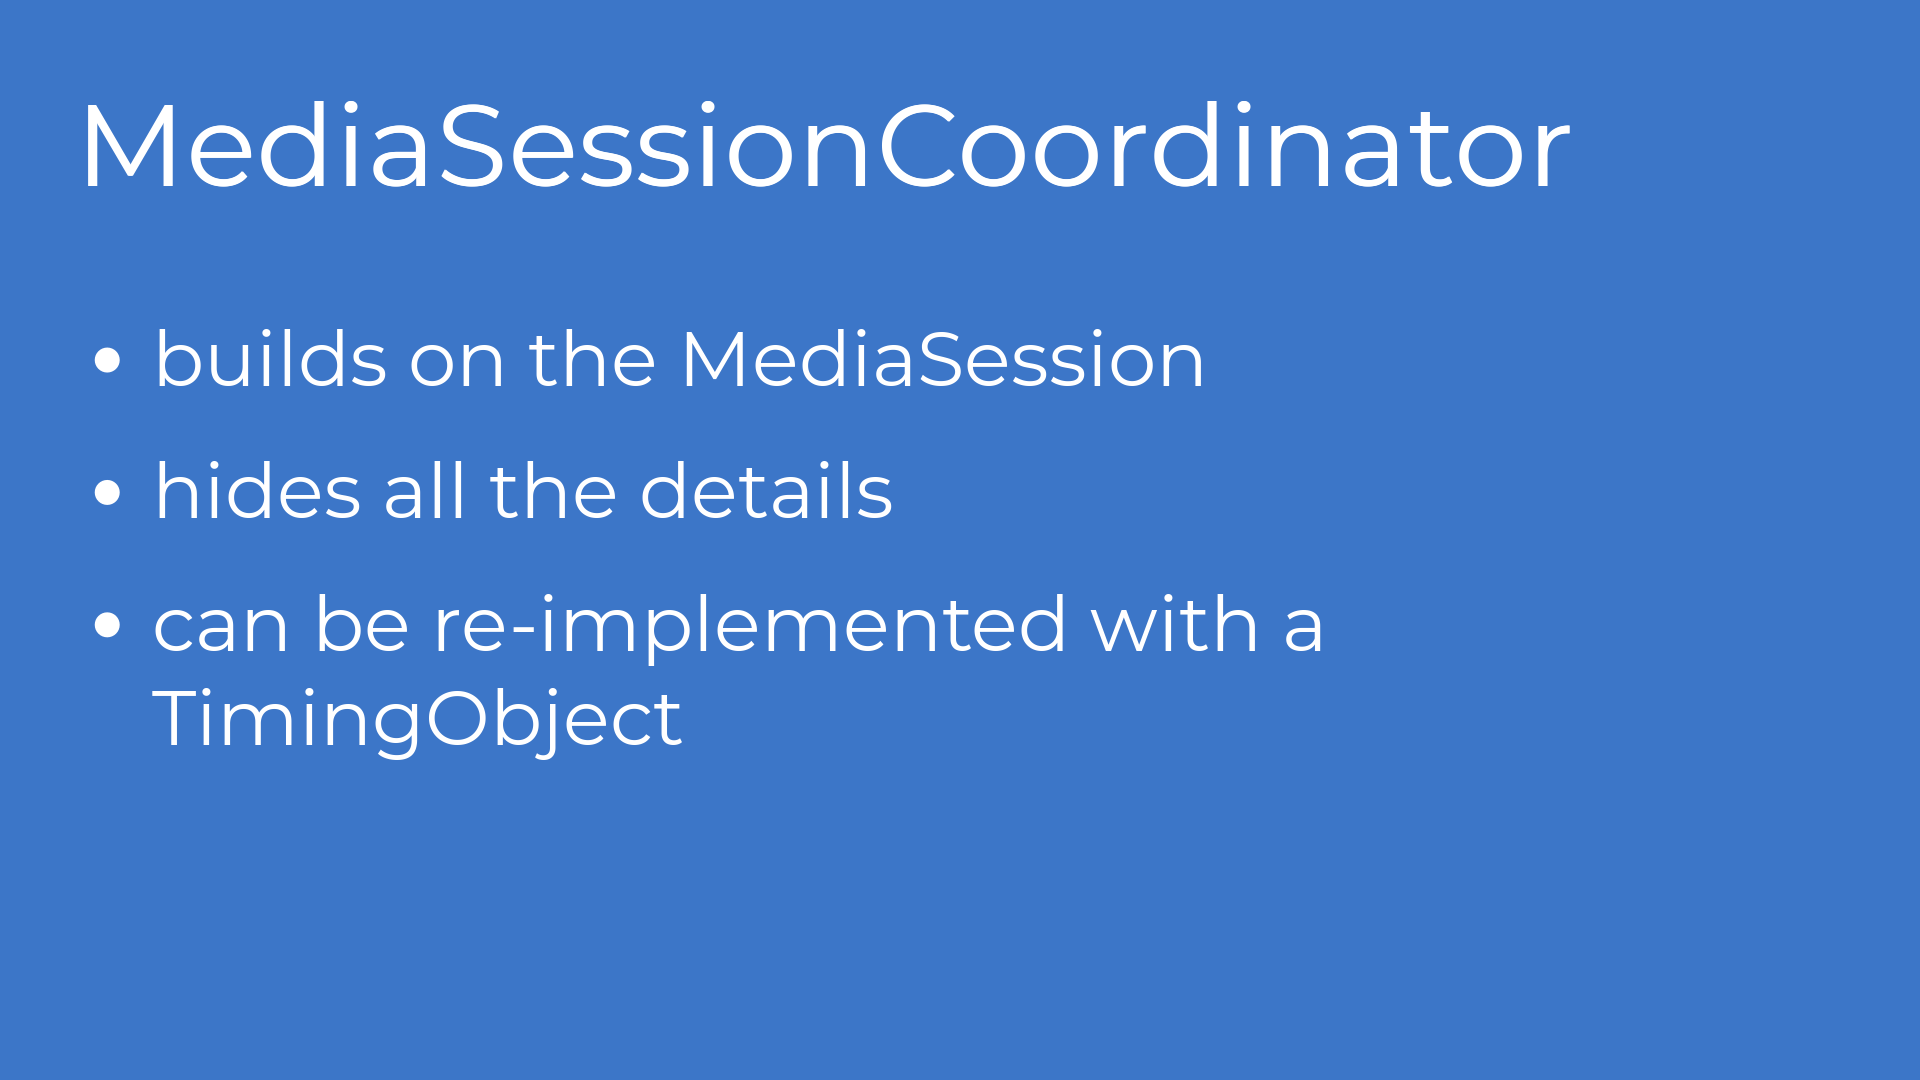 MediaSessionCoordinator
• builds on the MediaSession
• hides all the details
• can be re-implemented with a
TimingObject